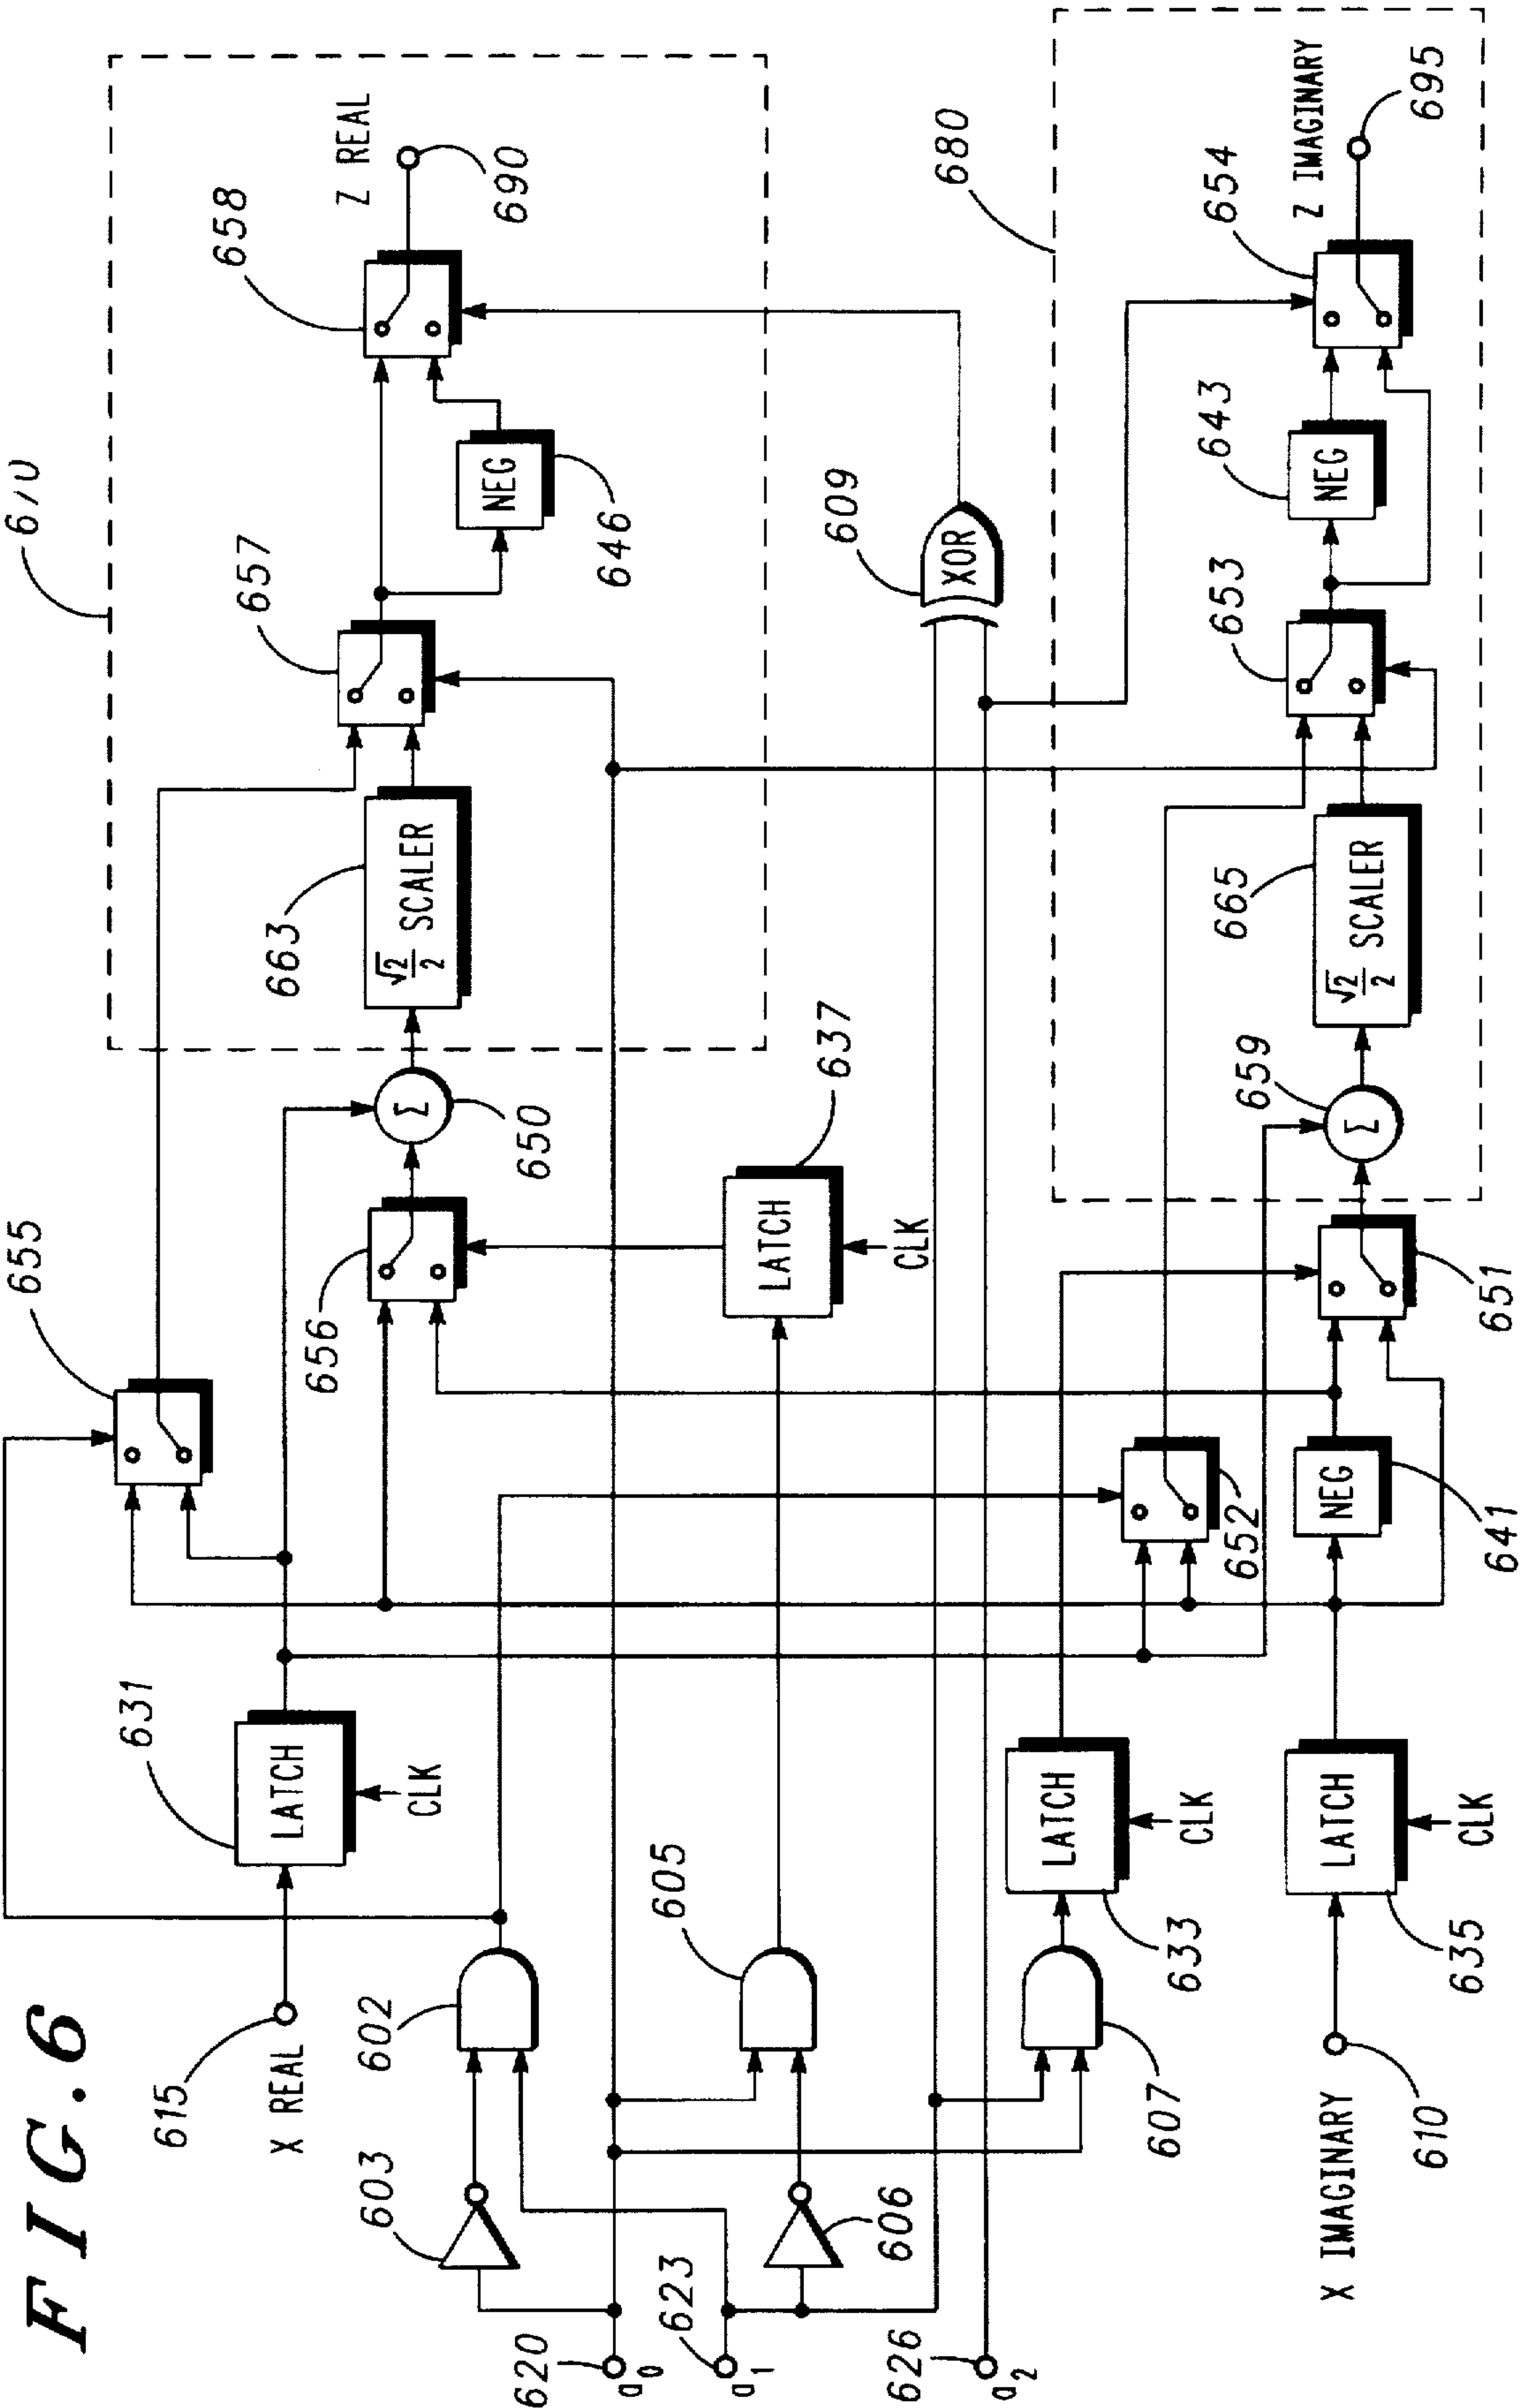 FIG.6
670
658
Z REAL
690
657
NEG
646
663
√2/2 SCALER
655
656
Σ
650
637
LATCH
CLK
609
XOR
680
654
Z IMAGINARY
695
643
NEG
653
665
√2/2 SCALER
659
Σ
651
652
NEG
641
631
LATCH
CLK
615
X REAL
602
603
605
606
607
LATCH
CLK
633
LATCH
CLK
635
X IMAGINARY
610
620
a0
623
a1
626
a2